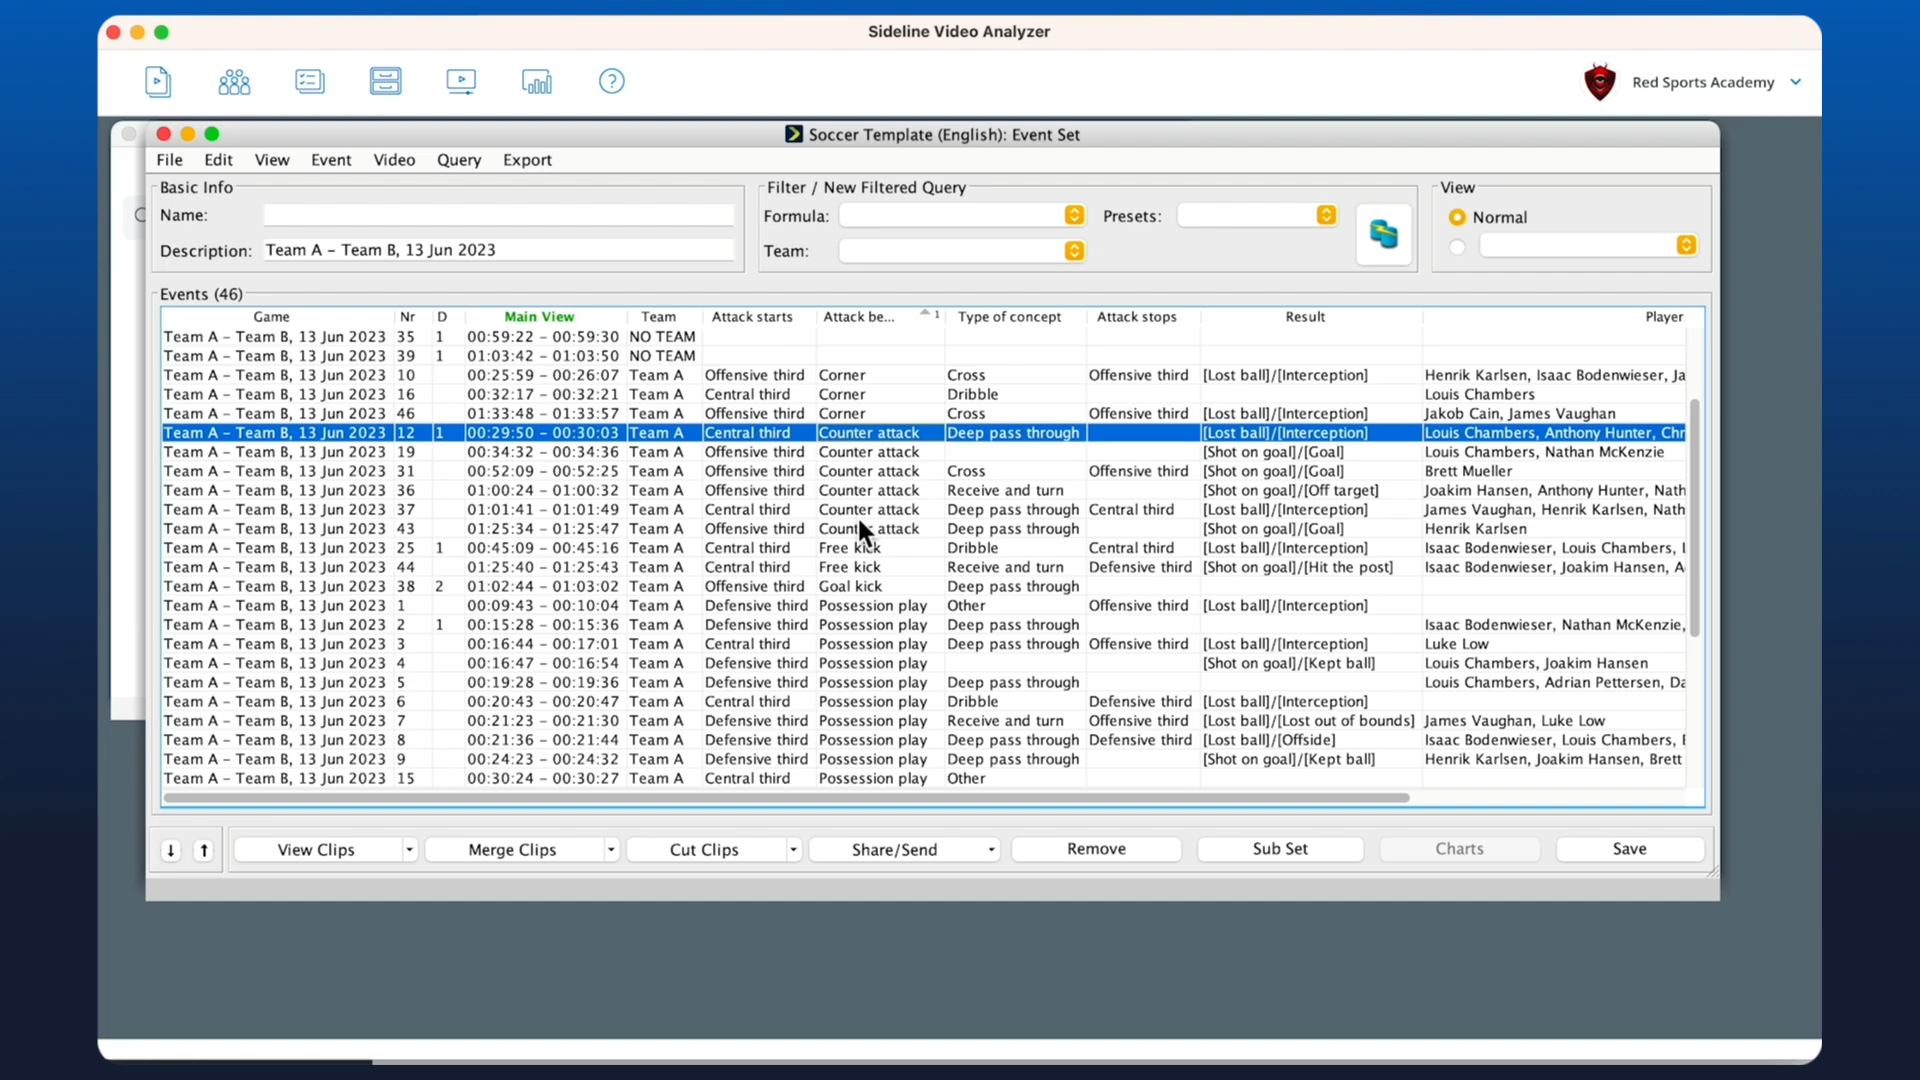 Sideline Video Analyzer
Red Sports Academy
Soccer Template (English): Event Set
File Edit View Event Video Query Export
Basic Info Filter / New Filtered Query View
Name: Formula: Presets: Normal
Description: Team A – Team B, 13 Jun 2023 Team:
Events (46)
Game Nr D Main View Team Attack starts Attack be... 1 Type of concept Attack stops Result Player
Team A – Team B, 13 Jun 2023 35 1 00:59:22 – 00:59:30 NO TEAM
Team A – Team B, 13 Jun 2023 39 1 01:03:42 – 01:03:50 NO TEAM
Team A – Team B, 13 Jun 2023 10 00:25:59 – 00:26:07 Team A Offensive third Corner Cross Offensive third [Lost ball]/[Interception] Henrik Karlsen, Isaac Bodenwieser, Ja
Team A – Team B, 13 Jun 2023 16 00:32:17 – 00:32:21 Team A Central third Corner Dribble Louis Chambers
Team A – Team B, 13 Jun 2023 46 01:33:48 – 01:33:57 Team A Offensive third Corner Cross Offensive third [Lost ball]/[Interception] Jakob Cain, James Vaughan
Team A – Team B, 13 Jun 2023 12 1 00:29:50 – 00:30:03 Team A Central third Counter attack Deep pass through [Lost ball]/[Interception] Louis Chambers, Anthony Hunter, Chr
Team A – Team B, 13 Jun 2023 19 00:34:32 – 00:34:36 Team A Offensive third Counter attack [Shot on goal]/[Goal] Louis Chambers, Nathan McKenzie
Team A – Team B, 13 Jun 2023 31 00:52:09 – 00:52:25 Team A Offensive third Counter attack Cross Offensive third [Shot on goal]/[Goal] Brett Mueller
Team A – Team B, 13 Jun 2023 36 01:00:24 – 01:00:32 Team A Offensive third Counter attack Receive and turn [Shot on goal]/[Off target] Joakim Hansen, Anthony Hunter, Nath
Team A – Team B, 13 Jun 2023 37 01:01:41 – 01:01:49 Team A Central third Counter attack Deep pass through Central third [Lost ball]/[Interception] James Vaughan, Henrik Karlsen, Nath
Team A – Team B, 13 Jun 2023 43 01:25:34 – 01:25:47 Team A Offensive third Counter attack Deep pass through [Shot on goal]/[Goal] Henrik Karlsen
Team A – Team B, 13 Jun 2023 25 1 00:45:09 – 00:45:16 Team A Central third Free kick Dribble Central third [Lost ball]/[Interception] Isaac Bodenwieser, Louis Chambers,
Team A – Team B, 13 Jun 2023 44 01:25:40 – 01:25:43 Team A Central third Free kick Receive and turn Defensive third [Shot on goal]/[Hit the post] Isaac Bodenwieser, Joakim Hansen, A
Team A – Team B, 13 Jun 2023 38 2 01:02:44 – 01:03:02 Team A Offensive third Goal kick Deep pass through
Team A – Team B, 13 Jun 2023 1 00:09:43 – 00:10:04 Team A Defensive third Possession play Other Offensive third [Lost ball]/[Interception]
Team A – Team B, 13 Jun 2023 2 1 00:15:28 – 00:15:36 Team A Defensive third Possession play Deep pass through Isaac Bodenwieser, Nathan McKenzie,
Team A – Team B, 13 Jun 2023 3 00:16:44 – 00:17:01 Team A Central third Possession play Deep pass through Offensive third [Lost ball]/[Interception] Luke Low
Team A – Team B, 13 Jun 2023 4 00:16:47 – 00:16:54 Team A Defensive third Possession play [Shot on goal]/[Kept ball] Louis Chambers, Joakim Hansen
Team A – Team B, 13 Jun 2023 5 00:19:28 – 00:19:36 Team A Defensive third Possession play Deep pass through Louis Chambers, Adrian Pettersen, Da
Team A – Team B, 13 Jun 2023 6 00:20:43 – 00:20:47 Team A Central third Possession play Dribble Defensive third [Lost ball]/[Interception]
Team A – Team B, 13 Jun 2023 7 00:21:23 – 00:21:30 Team A Defensive third Possession play Receive and turn Offensive third [Lost ball]/[Lost out of bounds] James Vaughan, Luke Low
Team A – Team B, 13 Jun 2023 8 00:21:36 – 00:21:44 Team A Defensive third Possession play Deep pass through Defensive third [Lost ball]/[Offside] Isaac Bodenwieser, Louis Chambers,
Team A – Team B, 13 Jun 2023 9 00:24:23 – 00:24:32 Team A Defensive third Possession play Deep pass through [Shot on goal]/[Kept ball] Henrik Karlsen, Joakim Hansen, Brett
Team A – Team B, 13 Jun 2023 15 00:30:24 – 00:30:27 Team A Central third Possession play Other
View Clips Merge Clips Cut Clips Share/Send Remove Sub Set Charts Save